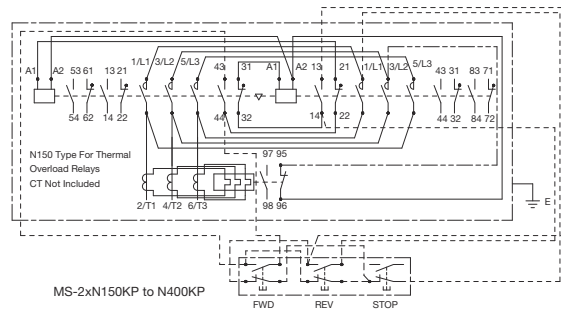 A1 A2 53 61 13 21 1/L1 3/L2 5/L3 43 31 A1 A2 13 21 1/L1 3/L2 5/L3 43 31 83 71
54 62 14 22 44 32 14 22 44 32 84 72
N150 Type For Thermal
Overload Relays
CT Not Included
97 95
98 96
2/T1 4/T2 6/T3
E
MS-2xN150KP to N400KP
FWD REV STOP